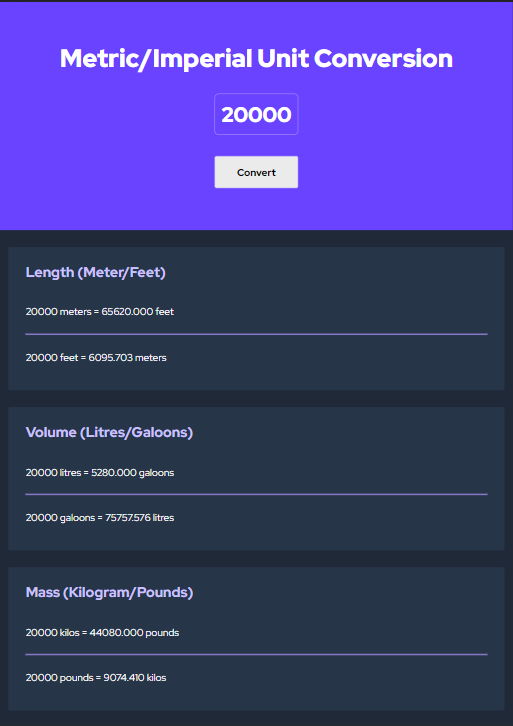 Metric/Imperial Unit Conversion
20000
Convert
Length (Meter/Feet)
20000 meters = 65620.000 feet
20000 feet = 6095.703 meters
Volume (Litres/Galoons)
20000 litres = 5280.000 galoons
20000 galoons = 75757.576 litres
Mass (Kilogram/Pounds)
20000 kilos = 44080.000 pounds
20000 pounds = 9074.410 kilos